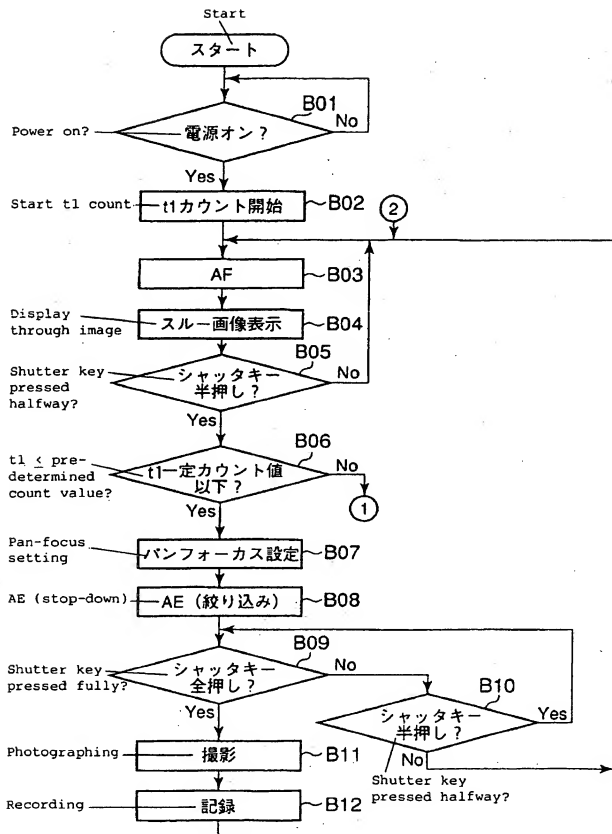 Start
スタート
B01
Power on?
電源オン?
No
Yes
Start t1 count
t1カウント開始
B02
2
AF
B03
Display
through image
スルー画像表示
B04
B05
Shutter key
pressed
halfway?
シャッタキー
半押し?
No
Yes
B06
t1 ≤ pre-
determined
count value?
t1一定カウント値
以下?
No
1
Yes
Pan-focus
setting
パンフォーカス設定
B07
AE (stop-down)
AE(絞り込み)
B08
B09
Shutter key
pressed fully?
シャッタキー
全押し?
No
B10
シャッタキー
半押し?
Yes
Yes
No
Shutter key
pressed halfway?
Photographing
撮影
B11
Recording
記録
B12